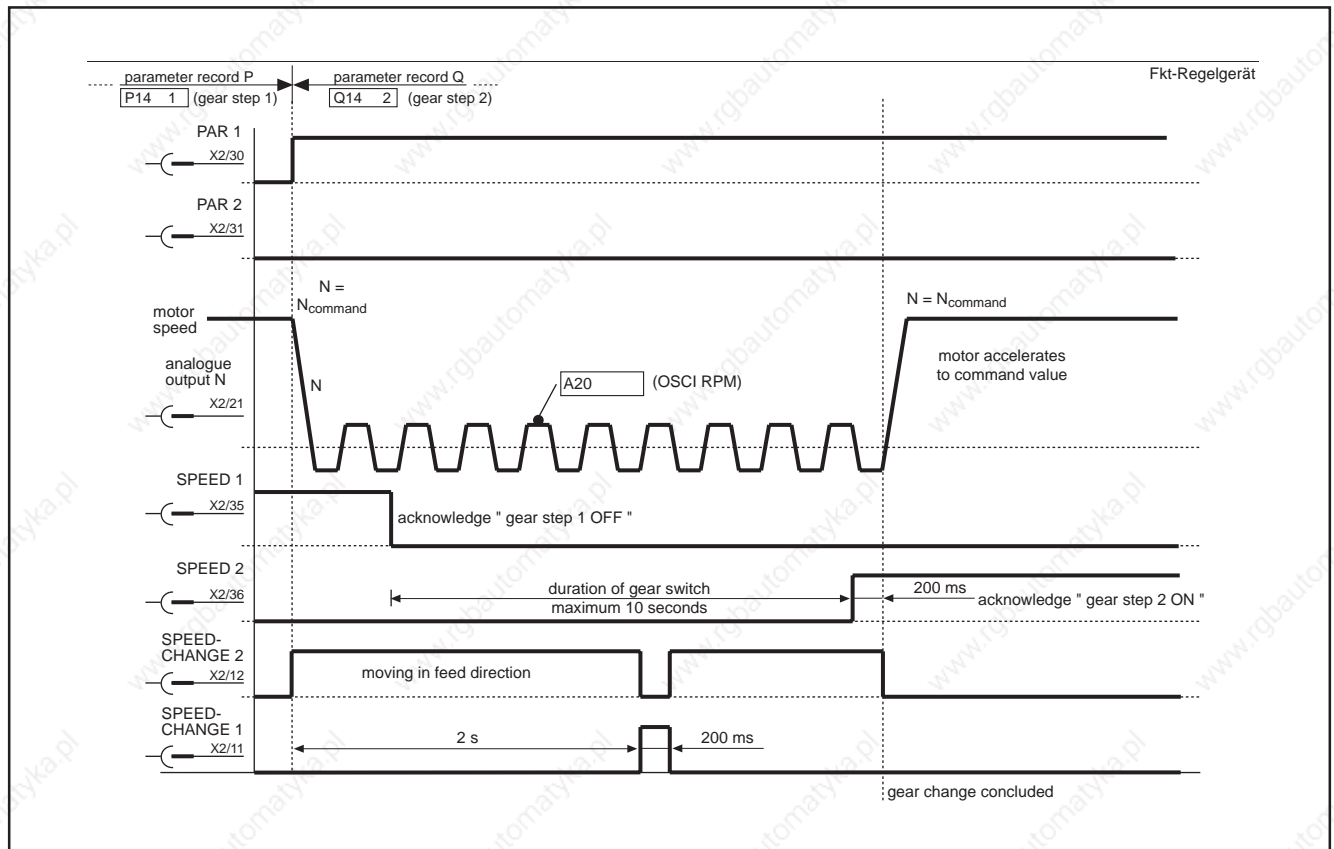 Fkt-Regelgerät
parameter record P
parameter record Q
P14 1 (gear step 1)
Q14 2 (gear step 2)
PAR 1
X2/30
PAR 2
X2/31
N =
Ncommand
N = Ncommand
motor
speed
motor accelerates
to command value
analogue
output N
N
A20 (OSCI RPM)
X2/21
SPEED 1
X2/35
acknowledge " gear step 1 OFF "
SPEED 2
X2/36
duration of gear switch
maximum 10 seconds
200 ms
acknowledge " gear step 2 ON "
SPEED-
CHANGE 2
X2/12
moving in feed direction
SPEED-
CHANGE 1
X2/11
2 s
200 ms
gear change concluded
www.rgbautomatyka.pl